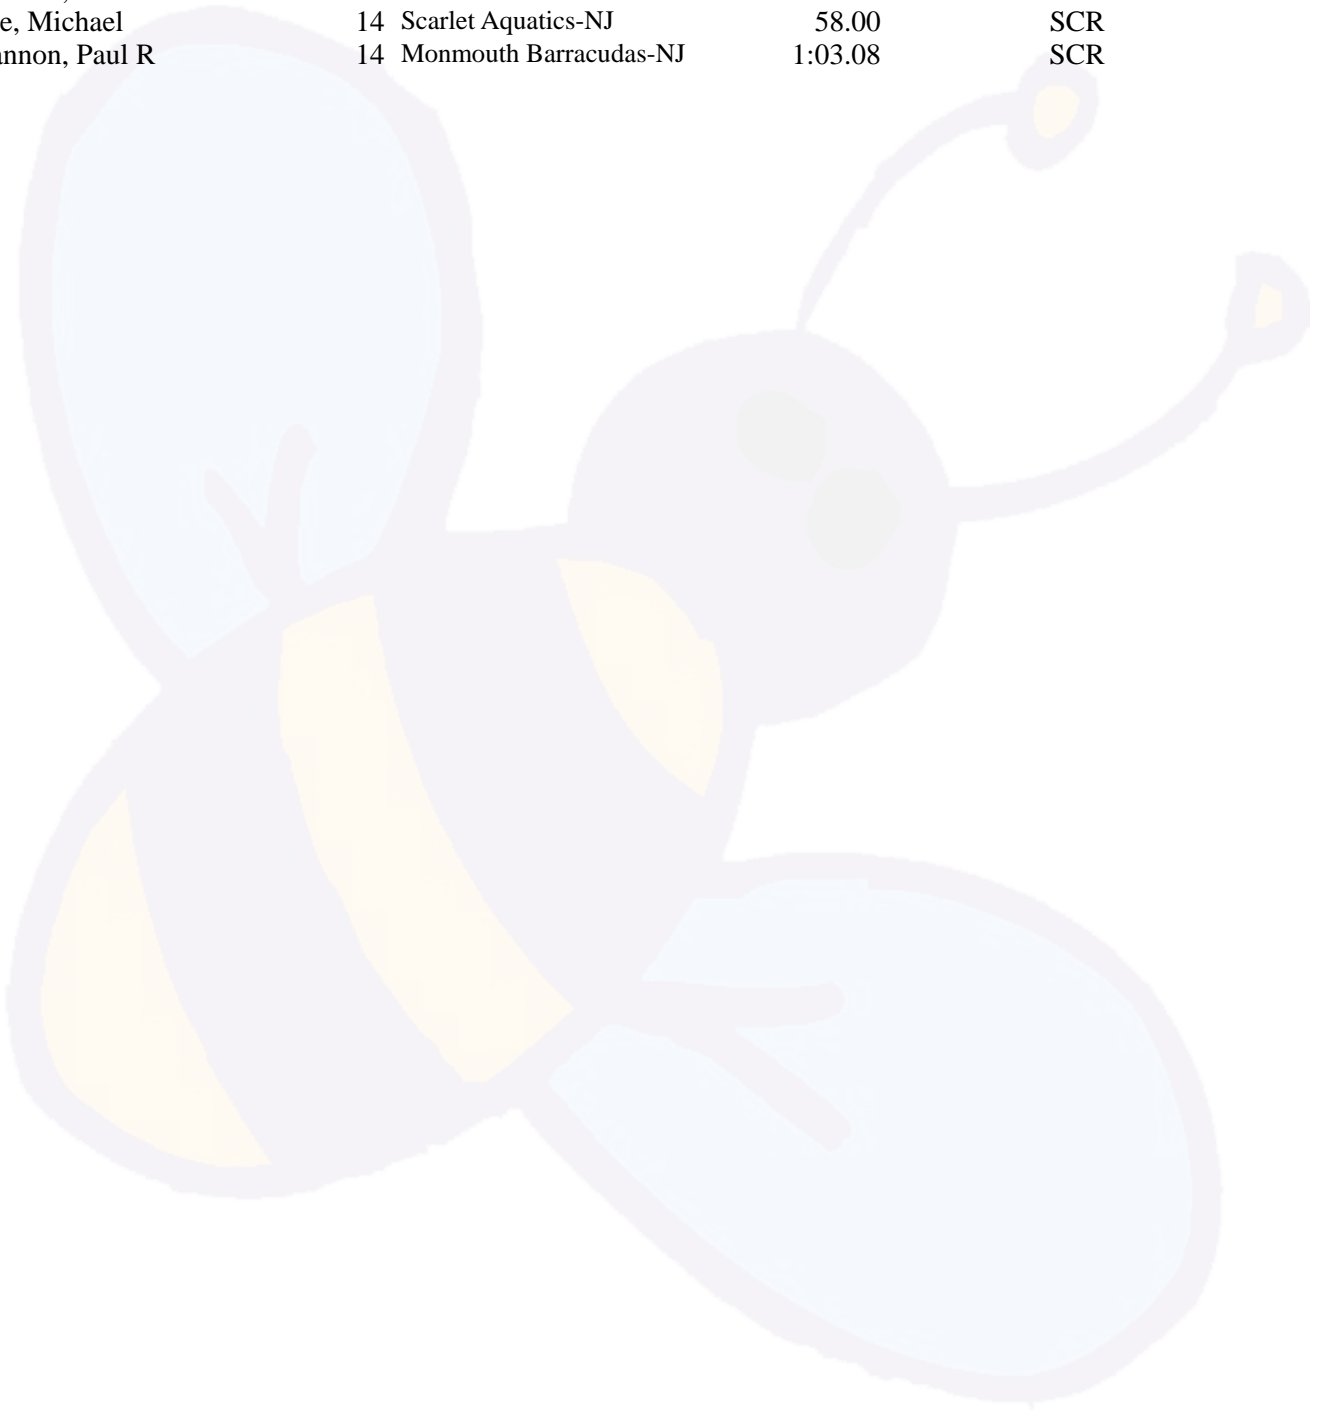 e, Michael 14 Scarlet Aquatics-NJ 58.00 SCR
annon, Paul R 14 Monmouth Barracudas-NJ 1:03.08 SCR